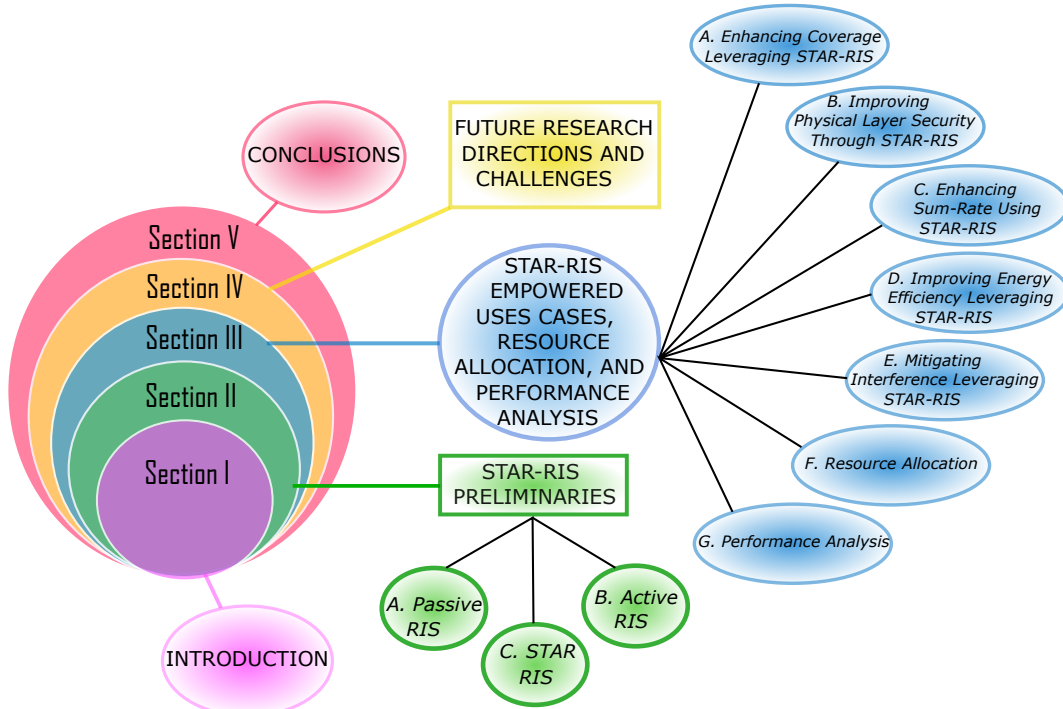 CONCLUSIONS
Section V
Section IV
Section III
Section II
Section I
INTRODUCTION
FUTURE RESEARCH
DIRECTIONS AND
CHALLENGES
STAR-RIS
EMPOWERED
USES CASES,
RESOURCE
ALLOCATION, AND
PERFORMANCE
ANALYSIS
STAR-RIS
PRELIMINARIES
A. Passive
RIS
B. Active
RIS
C. STAR
RIS
A. Enhancing Coverage
Leveraging STAR-RIS
B. Improving
Physical Layer Security
Through STAR-RIS
C. Enhancing
Sum-Rate Using
STAR-RIS
D. Improving Energy
Efficiency Leveraging
STAR-RIS
E. Mitigating
Interference Leveraging
STAR-RIS
F. Resource Allocation
G. Performance Analysis